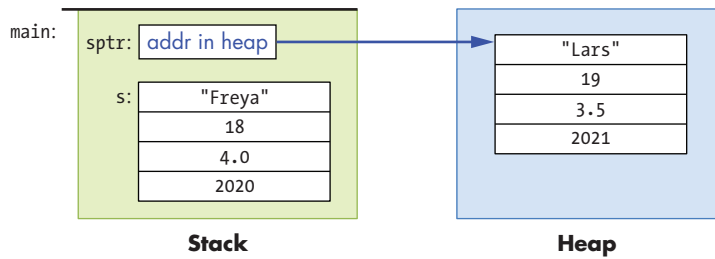 main:
sptr: addr in heap
s: "Freya"
18
4.0
2020
Stack
"Lars"
19
3.5
2021
Heap